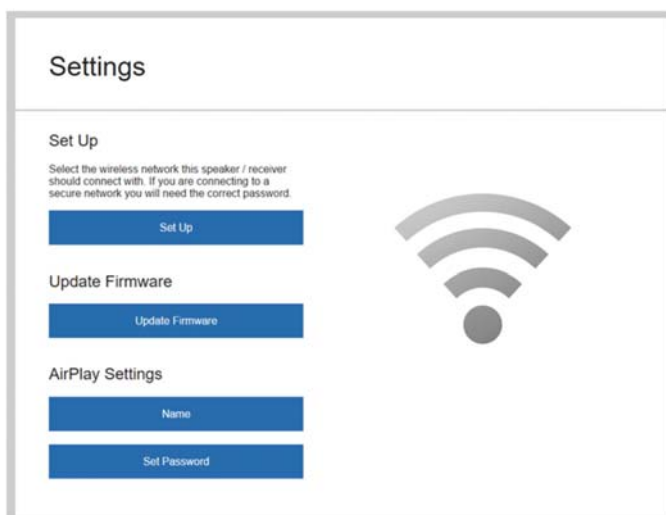 Settings
Set Up
Select the wireless network this speaker / receiver
should connect with. If you are connecting to a
secure network you will need the correct password.
Set Up
Update Firmware
Update Firmware
AirPlay Settings
Name
Set Password